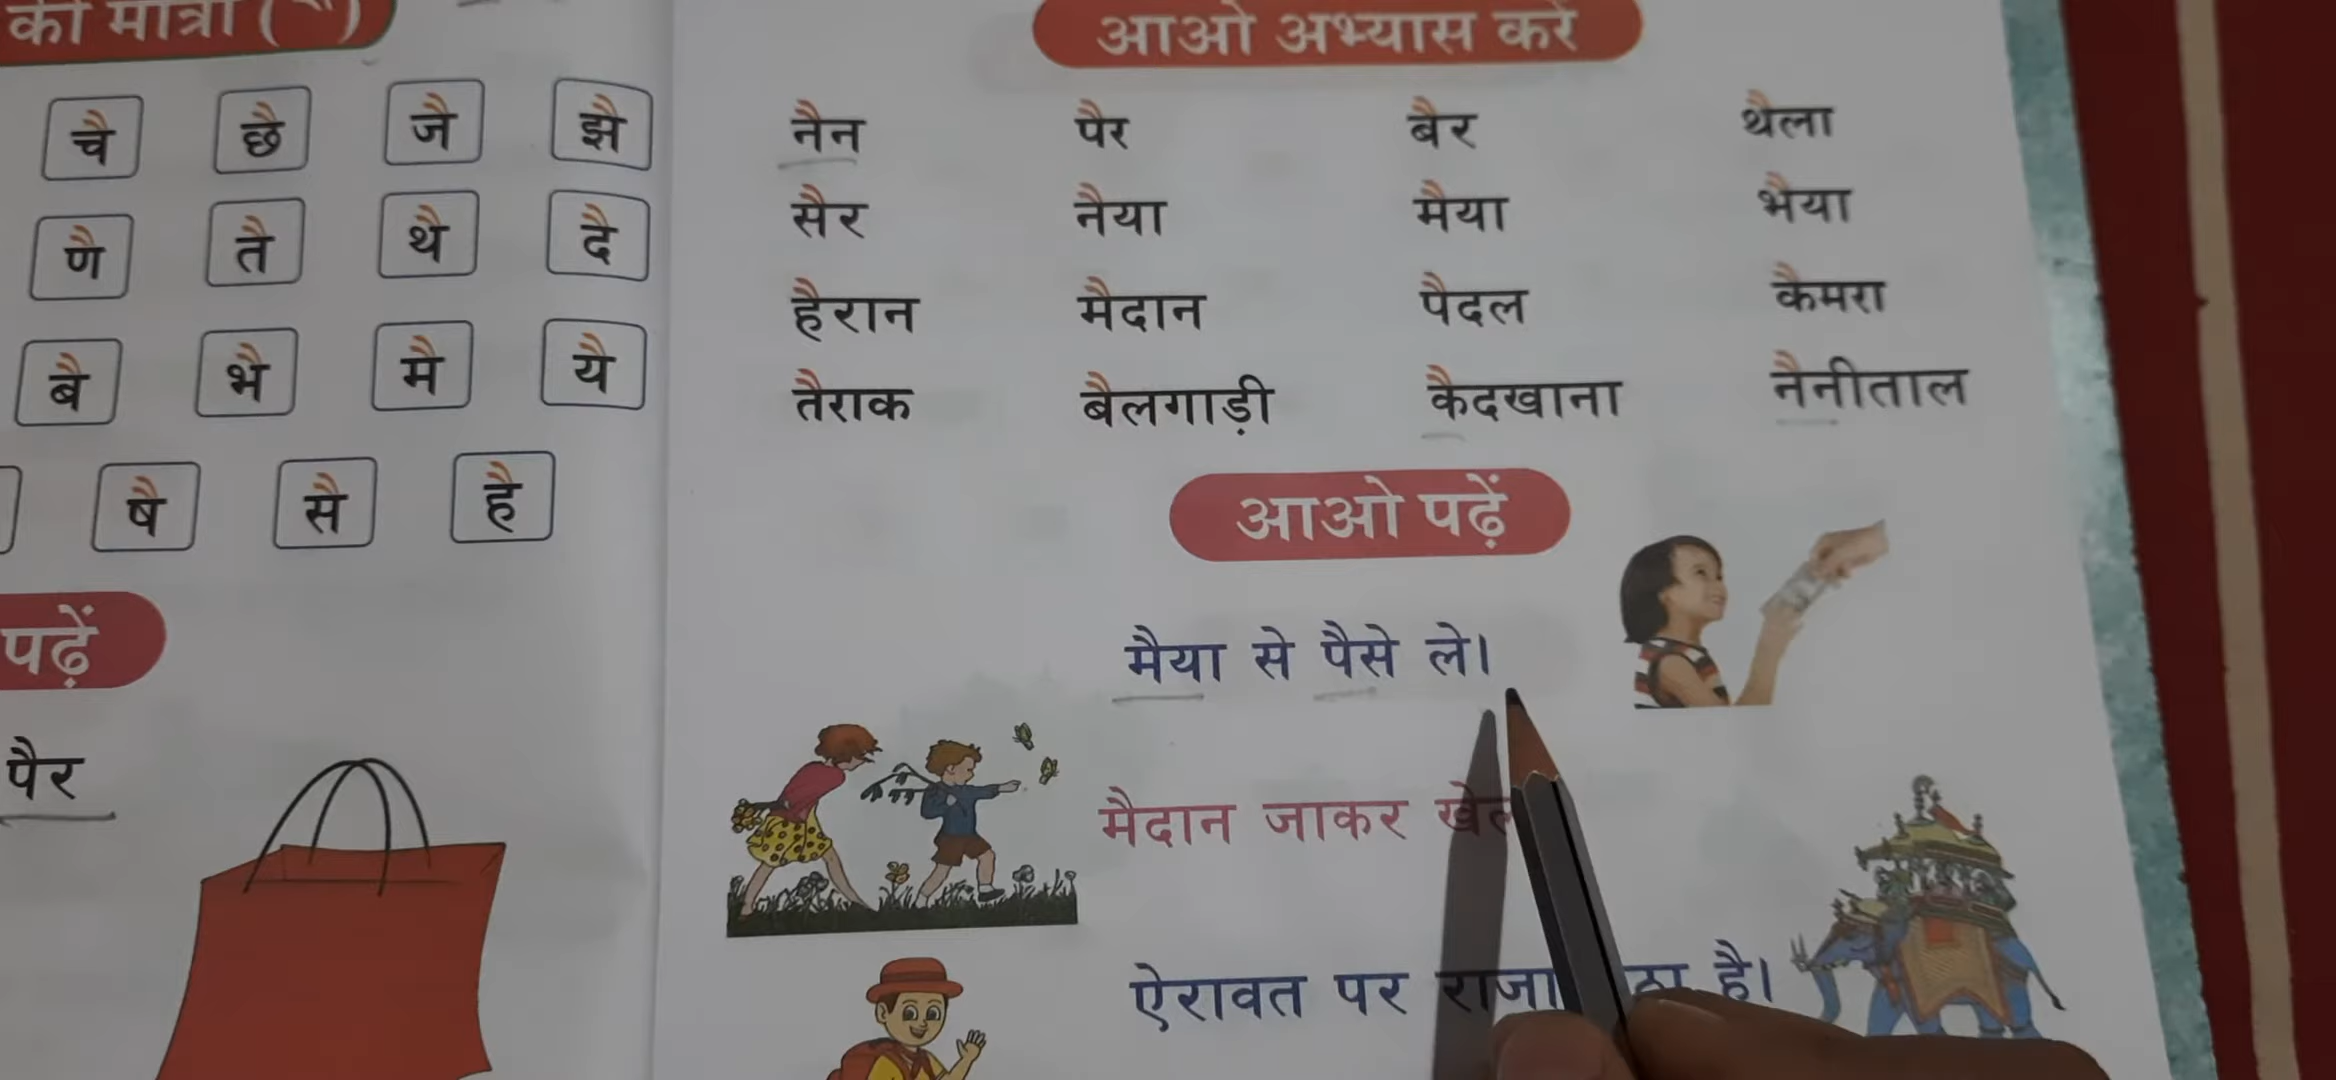 की मात्रा ( ै )
चै छै जै झै
णै तै थै दै
बै भै मै यै
षै सै है
पढ़ें
पैर
आओ अभ्यास करें
नैन पैर बैर थैला
सैर नैया मैया भैया
हैरान मैदान पैदल कैमरा
तैराक बैलगाड़ी कैदखाना नैनीताल
आओ पढ़ें
मैया से पैसे ले।
मैदान जाकर
ऐरावत पर राजा है।